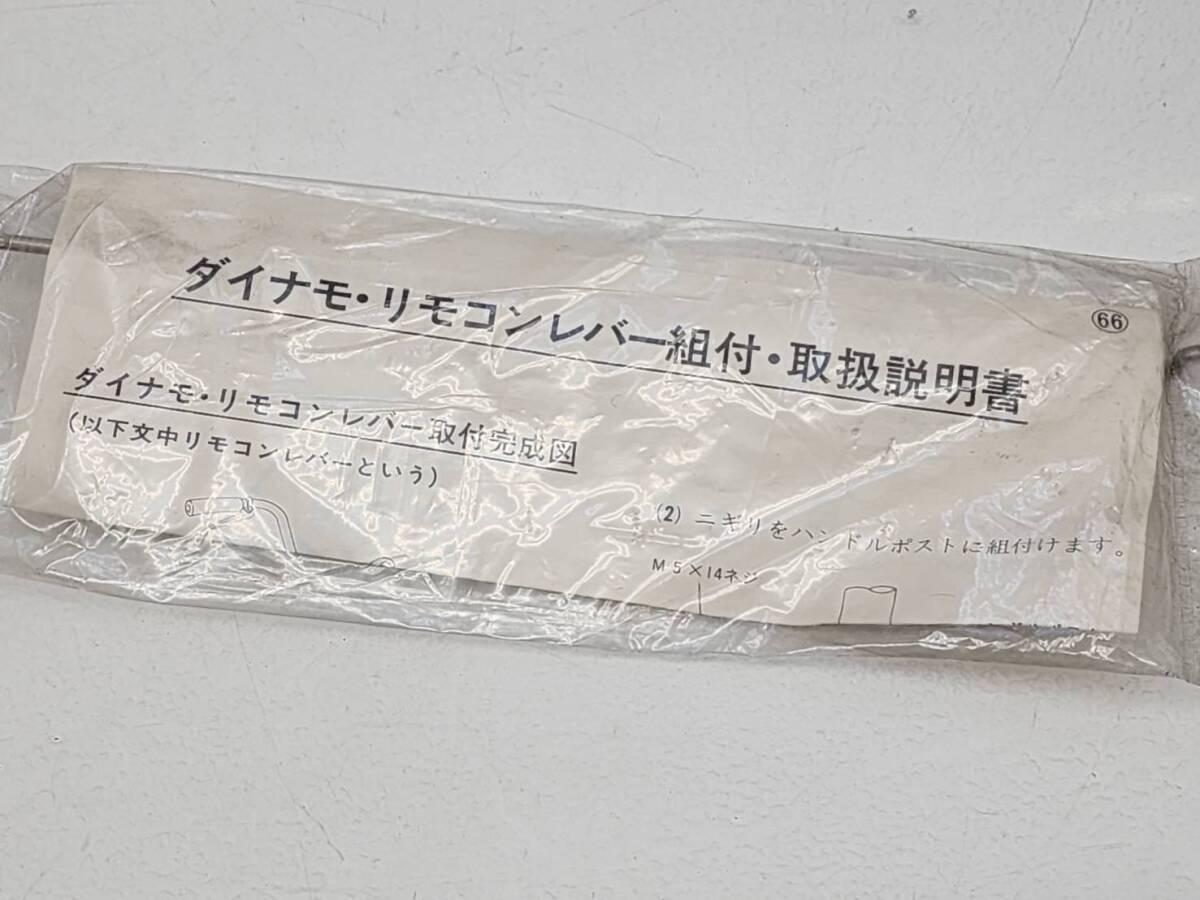 ㊿+16
ダイナモ・リモコンレバー組付・取扱説明書
ダイナモ・リモコンレバー取付完成図
(以下文中リモコンレバーという)
(2) ニギリをハンドルポストに組付けます。
M5×14ネジ